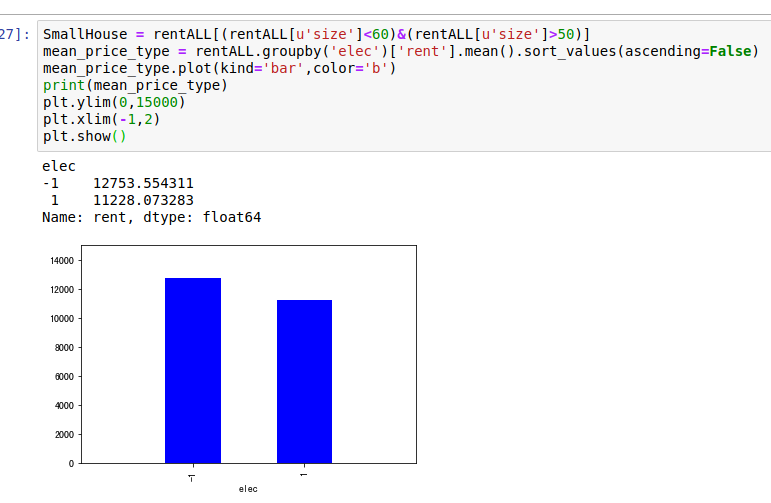 27]: SmallHouse = rentALL[(rentALL[u'size']<60)&(rentALL[u'size']>50)]
mean_price_type = rentALL.groupby('elec')['rent'].mean().sort_values(ascending=False)
mean_price_type.plot(kind='bar',color='b')
print(mean_price_type)
plt.ylim(0,15000)
plt.xlim(-1,2)
plt.show()
elec
-1    12753.554311
 1    11228.073283
Name: rent, dtype: float64
14000
12000
10000
8000
6000
4000
2000
0
-1
1
elec